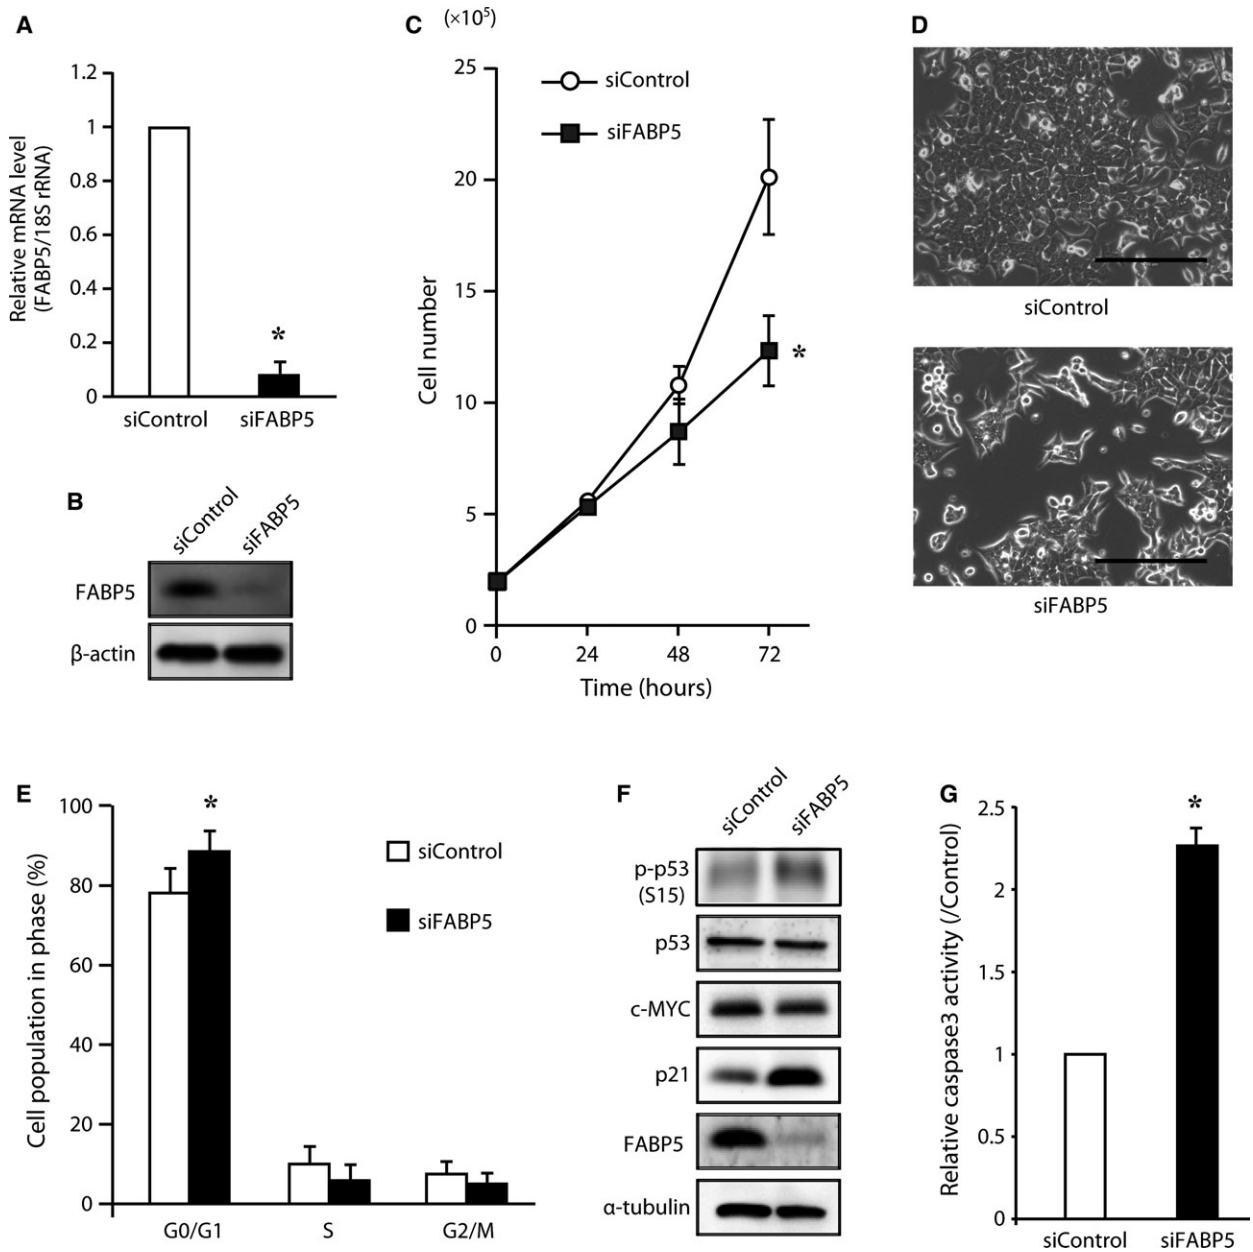 A
1.2
1
0.8
0.6
0.4
0.2
0
Relative mRNA level
(FABP5/18S rRNA)
*
siControl
siFABP5
B
siControl
siFABP5
FABP5
β-actin
C
(×10⁵)
25
20
15
10
5
0
Cell number
siControl
siFABP5
*
0
24
48
72
Time (hours)
D
siControl
siFABP5
E
100
80
60
40
20
0
Cell population in phase (%)
*
siControl
siFABP5
G0/G1
S
G2/M
F
siControl
siFABP5
p-p53
(S15)
p53
c-MYC
p21
FABP5
α-tubulin
G
2.5
2
1.5
1
0.5
0
Relative caspase3 activity (/Control)
*
siControl
siFABP5